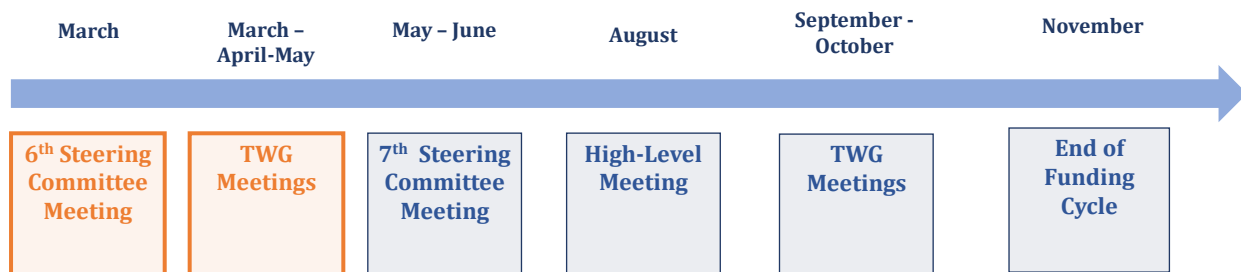 March
March –
April-May
May – June
August
September -
October
November
6th Steering
Committee
Meeting
TWG
Meetings
7th Steering
Committee
Meeting
High-Level
Meeting
TWG
Meetings
End of
Funding
Cycle